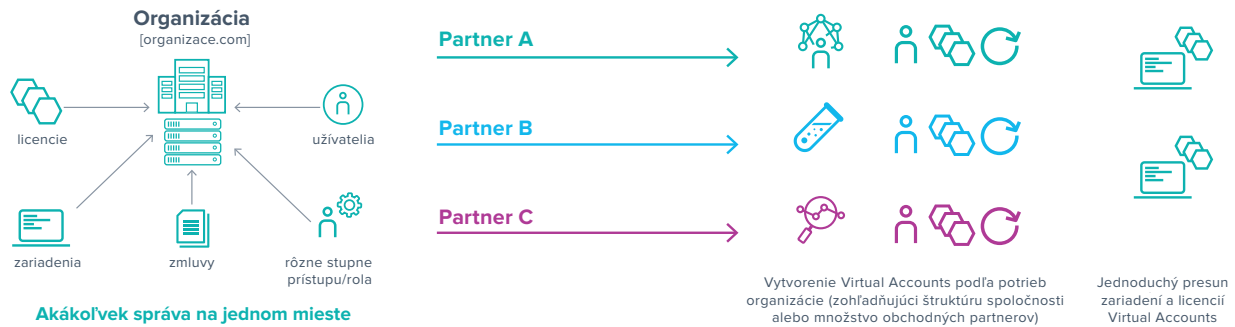 Organizácia
[organizace.com]
licencie
užívatelia
zariadenia
zmluvy
rôzne stupne
prístupu/rola
Akákoľvek správa na jednom mieste
Partner A
Partner B
Partner C
Vytvorenie Virtual Accounts podľa potrieb
organizácie (zohľadňujúci štruktúru spoločnosti
alebo množstvo obchodných partnerov)
Jednoduchý presun
zariadení a licencií
Virtual Accounts